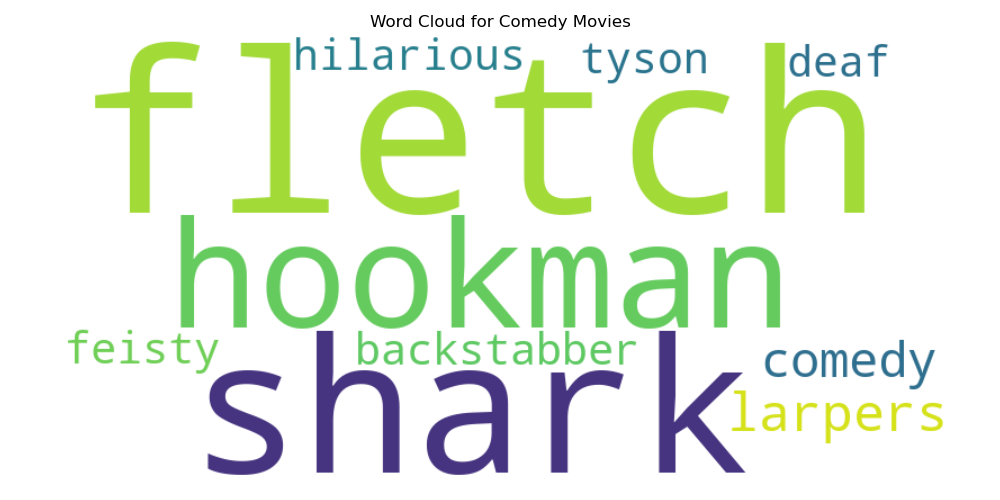 Word Cloud for Comedy Movies
hilarious tyson deaf
fletch
hookman
feisty backstabber comedy
shark larpers